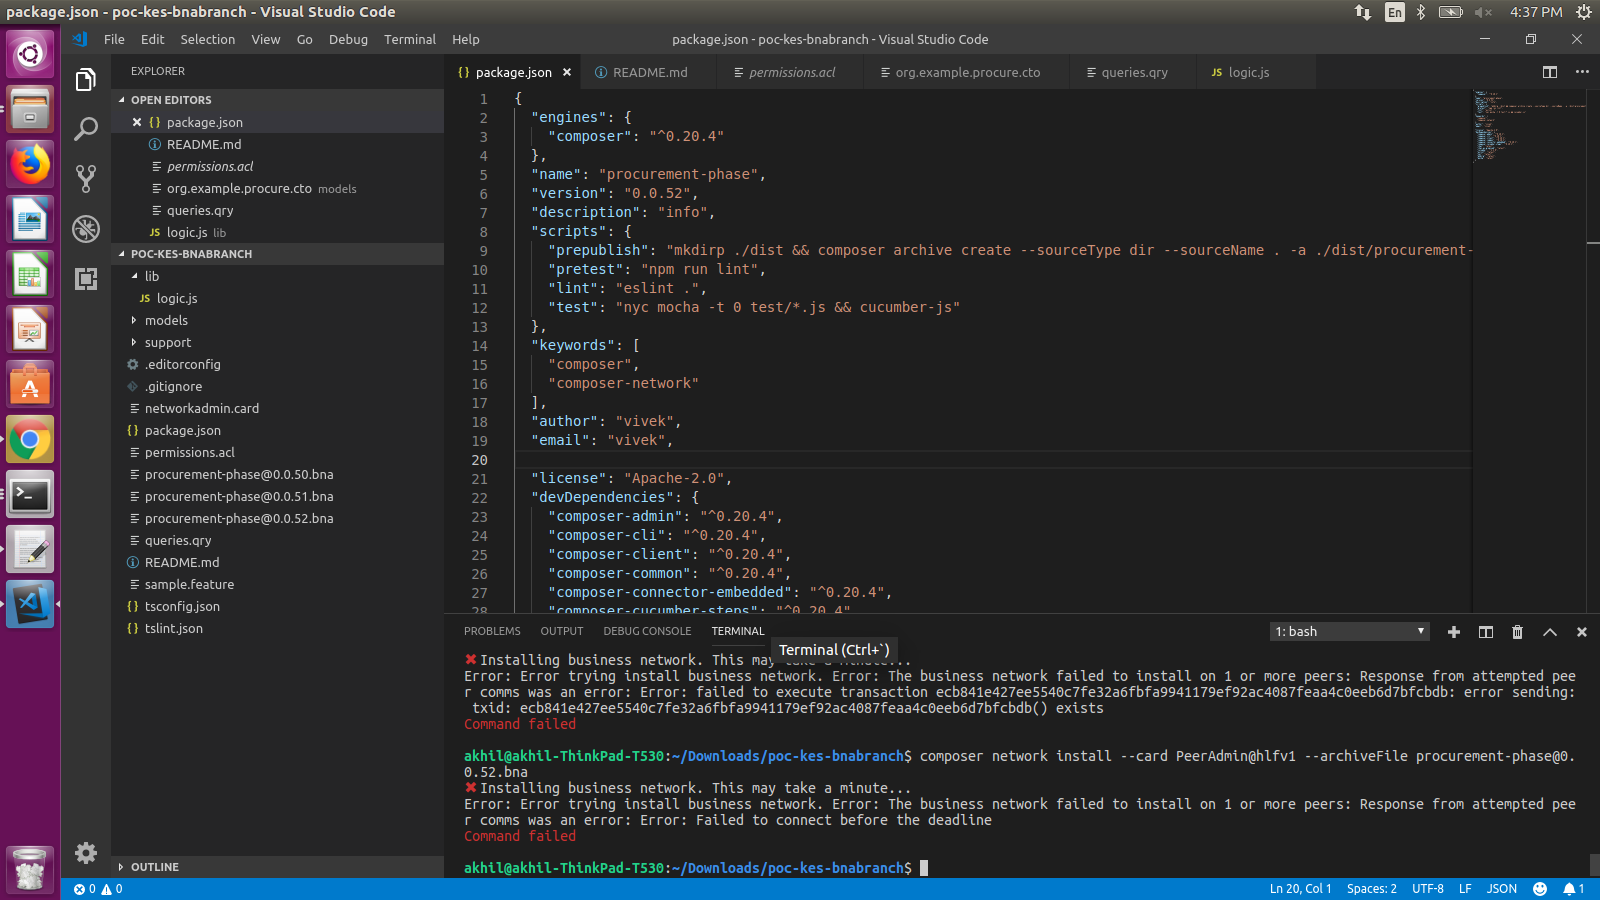 package.json - poc-kes-bnabranch - Visual Studio Code
En
4:37 PM
File Edit Selection View Go Debug Terminal Help
package.json - poc-kes-bnabranch - Visual Studio Code
EXPLORER
OPEN EDITORS
{} package.json
README.md
permissions.acl
org.example.procure.cto models
queries.qry
JS logic.js lib
POC-KES-BNABRANCH
lib
JS logic.js
models
support
.editorconfig
.gitignore
networkadmin.card
{} package.json
permissions.acl
procurement-phase@0.0.50.bna
procurement-phase@0.0.51.bna
procurement-phase@0.0.52.bna
queries.qry
README.md
sample.feature
{} tsconfig.json
{} tslint.json
OUTLINE
{} package.json README.md permissions.acl org.example.procure.cto queries.qry JS logic.js
1 {
2 "engines": {
3 "composer": "^0.20.4"
4 },
5 "name": "procurement-phase",
6 "version": "0.0.52",
7 "description": "info",
8 "scripts": {
9 "prepublish": "mkdirp ./dist && composer archive create --sourceType dir --sourceName . -a ./dist/procurement-
10 "pretest": "npm run lint",
11 "lint": "eslint .",
12 "test": "nyc mocha -t 0 test/*.js && cucumber-js"
13 },
14 "keywords": [
15 "composer",
16 "composer-network"
17 ],
18 "author": "vivek",
19 "email": "vivek",
20
21 "license": "Apache-2.0",
22 "devDependencies": {
23 "composer-admin": "^0.20.4",
24 "composer-cli": "^0.20.4",
25 "composer-client": "^0.20.4",
26 "composer-common": "^0.20.4",
27 "composer-connector-embedded": "^0.20.4",
28 "composer-cucumber-steps": "^0.20.4"
PROBLEMS OUTPUT DEBUG CONSOLE TERMINAL
1: bash
Terminal (Ctrl+`)
✖ Installing business network. This may take a minute...
Error: Error trying install business network. Error: The business network failed to install on 1 or more peers: Response from attempted pee
r comms was an error: Error: failed to execute transaction ecb841e427ee5540c7fe32a6fbfa9941179ef92ac4087feaa4c0eeb6d7bfcbdb: error sending:
txid: ecb841e427ee5540c7fe32a6fbfa9941179ef92ac4087feaa4c0eeb6d7bfcbdb() exists
Command failed
akhil@akhil-ThinkPad-T530:~/Downloads/poc-kes-bnabranch$ composer network install --card PeerAdmin@hlfv1 --archiveFile procurement-phase@0.
0.52.bna
✖ Installing business network. This may take a minute...
Error: Error trying install business network. Error: The business network failed to install on 1 or more peers: Response from attempted pee
r comms was an error: Error: Failed to connect before the deadline
Command failed
akhil@akhil-ThinkPad-T530:~/Downloads/poc-kes-bnabranch$
0 0
Ln 20, Col 1 Spaces: 2 UTF-8 LF JSON 1